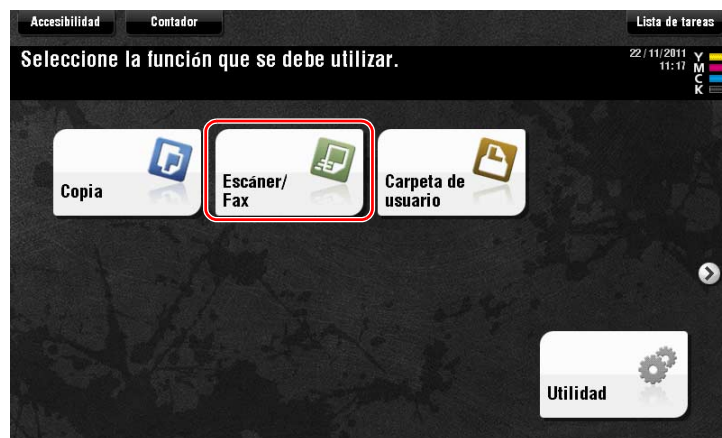 Accesibilidad
Contador
Lista de tareas
Seleccione la función que se debe utilizar.
22/11/2011
11:17
Y
M
C
K
Copia
Escáner/
Fax
Carpeta de
usuario
Utilidad